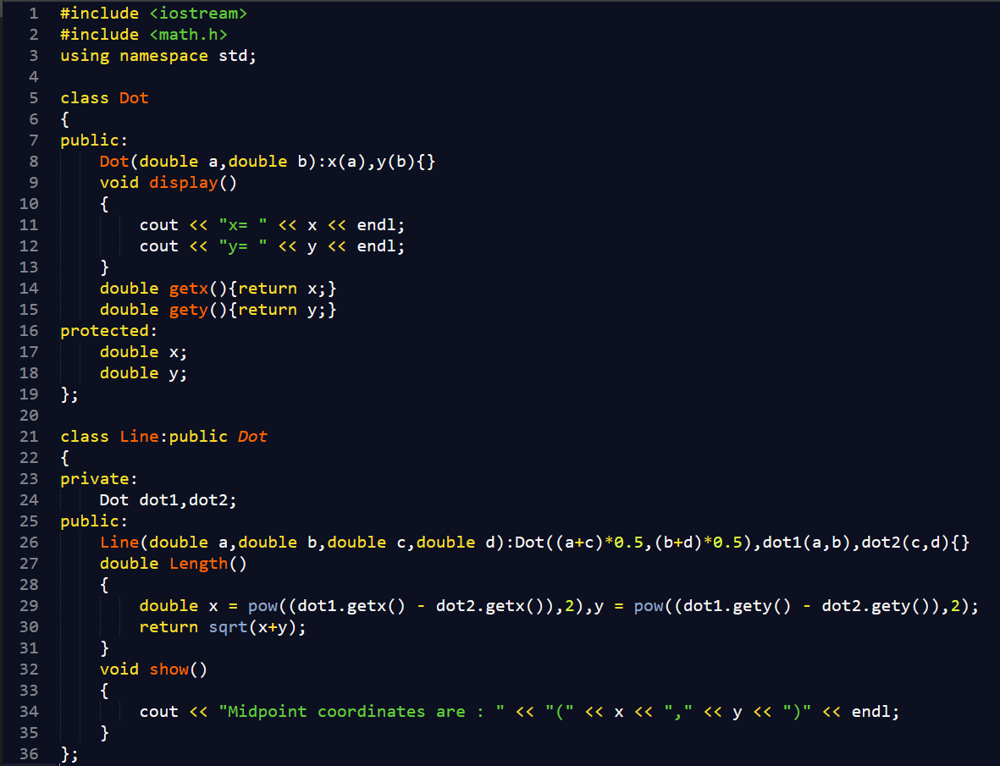 1 #include <iostream>
2 #include <math.h>
3 using namespace std;
4
5 class Dot
6 {
7 public:
8     Dot(double a,double b):x(a),y(b){}
9     void display()
10     {
11         cout << "x= " << x << endl;
12         cout << "y= " << y << endl;
13     }
14     double getx(){return x;}
15     double gety(){return y;}
16 protected:
17     double x;
18     double y;
19 };
20
21 class Line:public Dot
22 {
23 private:
24     Dot dot1,dot2;
25 public:
26     Line(double a,double b,double c,double d):Dot((a+c)*0.5,(b+d)*0.5),dot1(a,b),dot2(c,d){}
27     double Length()
28     {
29         double x = pow((dot1.getx() - dot2.getx()),2),y = pow((dot1.gety() - dot2.gety()),2);
30         return sqrt(x+y);
31     }
32     void show()
33     {
34         cout << "Midpoint coordinates are : " << "(" << x << "," << y << ")" << endl;
35     }
36 };